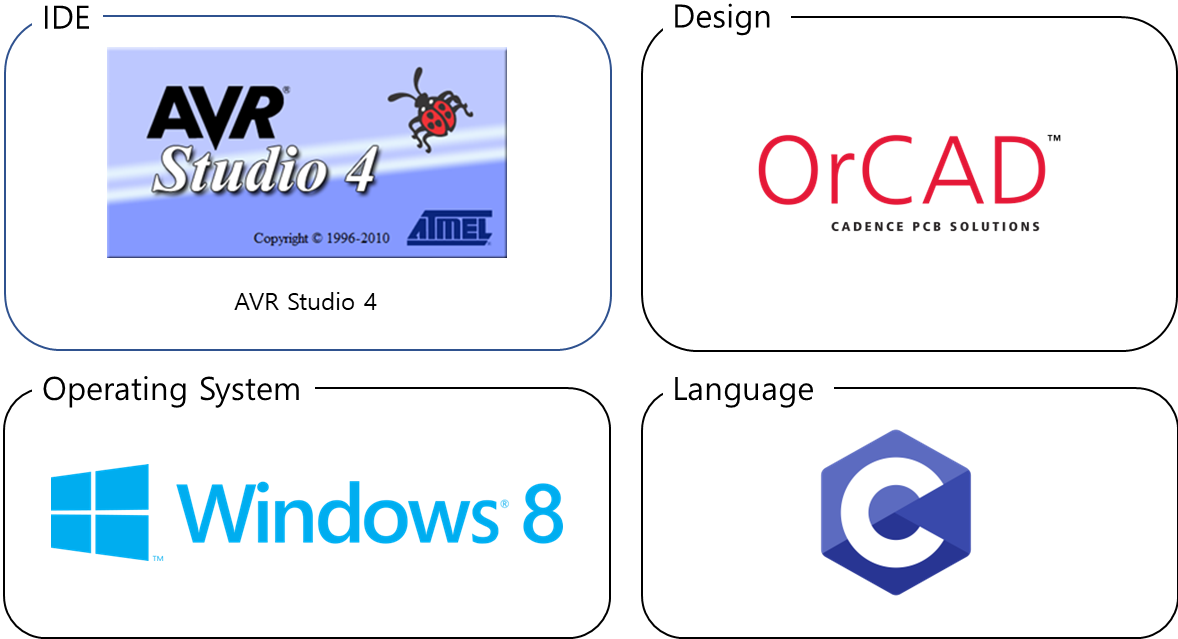 IDE
AVR®
Studio 4
Copyright © 1996-2010
ATMEL
AVR Studio 4
Design
OrCAD™
CADENCE PCB SOLUTIONS
Operating System
Windows® 8
™
Language
C